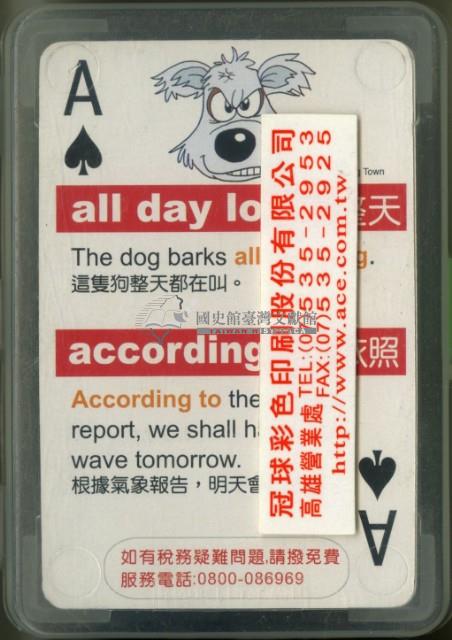 A
Town
all day lo
整天
The dog barks all
g.
這隻狗整天都在叫。
國史館臺灣文獻館
TAIWAN HISTORICA
according
依照
According to the
report, we shall h
wave tomorrow.
根據氣象報告，明天會
冠球彩色印刷股份有限公司
高雄營業處 TEL:(07)535-2953
FAX:(07)535-2925
http://www.ace.com.tw
A
如有稅務疑難問題,請撥免費
服務電話:0800-086969